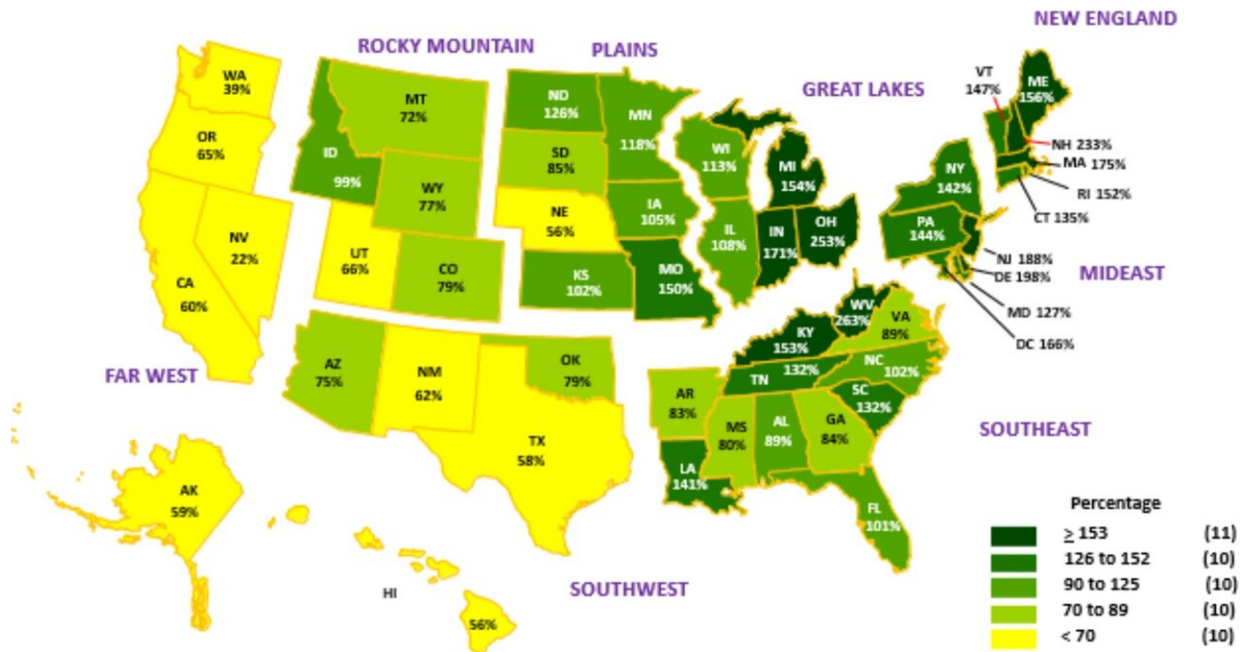 NEW ENGLAND
ROCKY MOUNTAIN
PLAINS
GREAT LAKES
WA
39%
MT
72%
ND
126%
MN
118%
VT
147%
ME
156%
OR
65%
ID
99%
SD
85%
WI
113%
MI
154%
NY
142%
NH 233%
MA 175%
RI 152%
CT 135%
WY
77%
NE
56%
IA
105%
NV
22%
UT
66%
CO
79%
KS
102%
MO
150%
IL
108%
IN
171%
OH
253%
PA
144%
NJ 188%
DE 198%
MD 127%
DC 166%
MIDEAST
CA
60%
FAR WEST
AZ
75%
NM
62%
OK
79%
TX
58%
KY
153%
WV
263%
VA
89%
TN
132%
NC
102%
SC
132%
AR
83%
MS
80%
AL
89%
GA
84%
LA
141%
FL
101%
SOUTHEAST
AK
59%
HI
56%
SOUTHWEST
Percentage
≥ 153 (11)
126 to 152 (10)
90 to 125 (10)
70 to 89 (10)
< 70 (10)